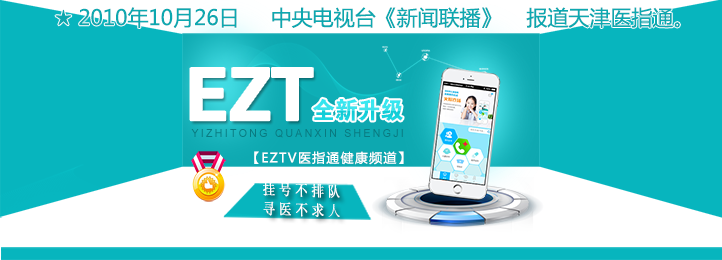 ★ 2010年10月26日 中央电视台《新闻联播》 报道天津医指通。
EZT 全新升级
YIZHITONG QUANXIN SHENGJI
【EZTV医指通健康频道】
挂号不排队
寻医不求人